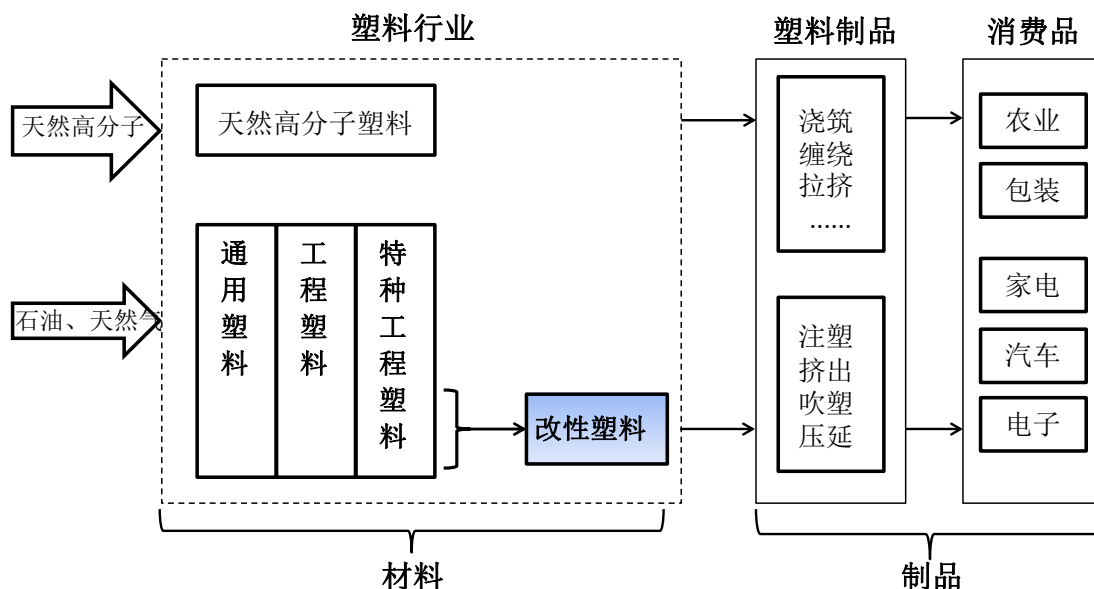 塑料行业
塑料制品
消费品
天然高分子
天然高分子塑料
石油、天然气
通用塑料
工程塑料
特种工程塑料
改性塑料
浇筑
缠绕
拉挤
……
注塑
挤出
吹塑
压延
农业
包装
家电
汽车
电子
材料
制品